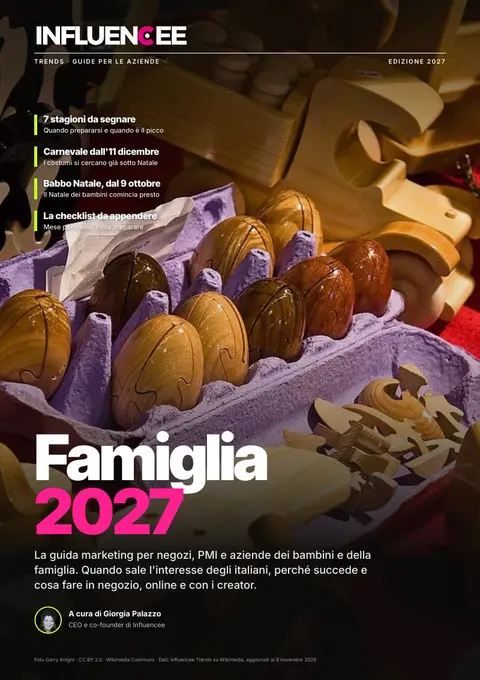 INFLUENCEE
TRENDS · GUIDE PER LE AZIENDE
EDIZIONE 2027
7 stagioni da segnare
Quando prepararsi e quando è il picco
Carnevale dall'11 dicembre
I costumi si cercano già sotto Natale
Babbo Natale, dal 9 ottobre
Il Natale dei bambini comincia presto
La checklist da appendere
Mese per mese, cosa preparare
Famiglia
2027
La guida marketing per negozi, PMI e aziende dei bambini e della
famiglia. Quando sale l'interesse degli italiani, perché succede e
cosa fare in negozio, online e con i creator.
A cura di Giorgia Palazzo
CEO e co-founder di Influencee
Foto Garry Knight · CC BY 2.0 · Wikimedia Commons · Dati: Influencee Trends su Wikimedia, aggiornati al 8 novembre 2026.